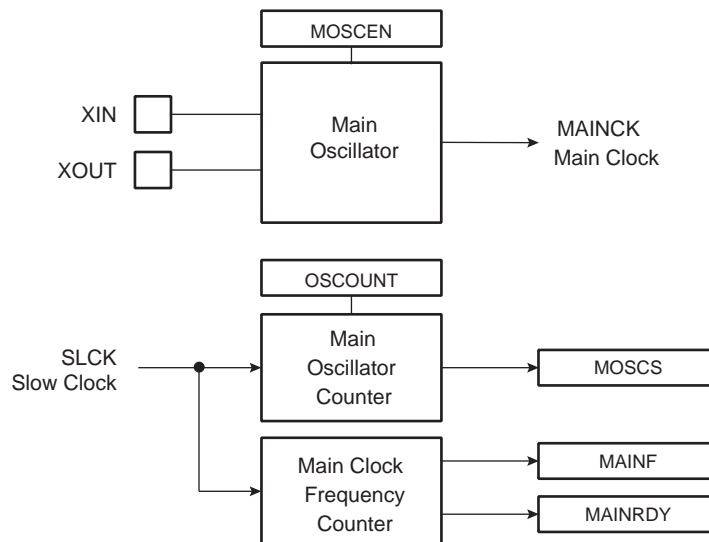 MOSCEN
XIN
XOUT
Main
Oscillator
MAINCK
Main Clock
OSCOUNT
SLCK
Slow Clock
Main
Oscillator
Counter
MOSCS
Main Clock
Frequency
Counter
MAINF
MAINRDY